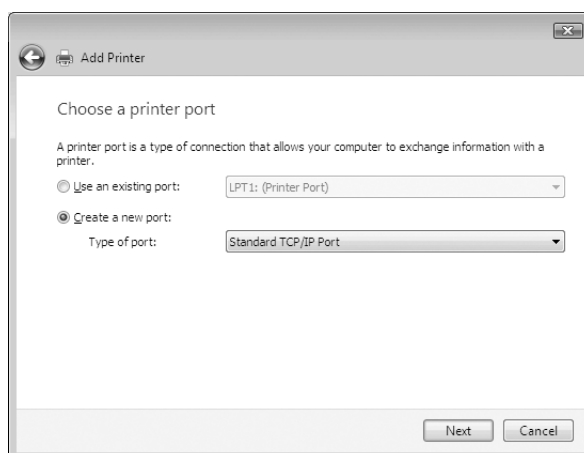 Add Printer
Choose a printer port
A printer port is a type of connection that allows your computer to exchange information with a
printer.
Use an existing port: LPT1: (Printer Port)
Create a new port:
Type of port: Standard TCP/IP Port
Next Cancel